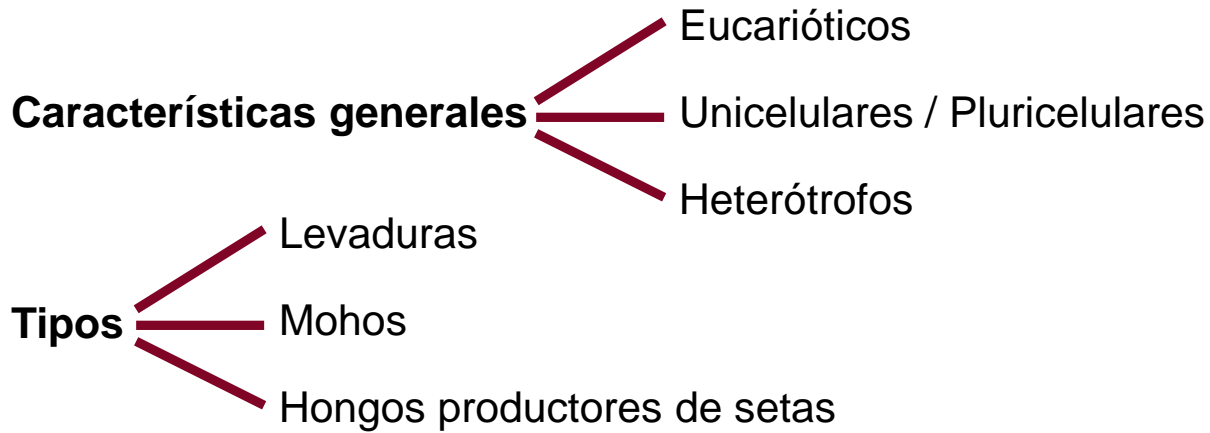 Características generales
Eucarióticos
Unicelulares / Pluricelulares
Heterótrofos
Tipos
Levaduras
Mohos
Hongos productores de setas